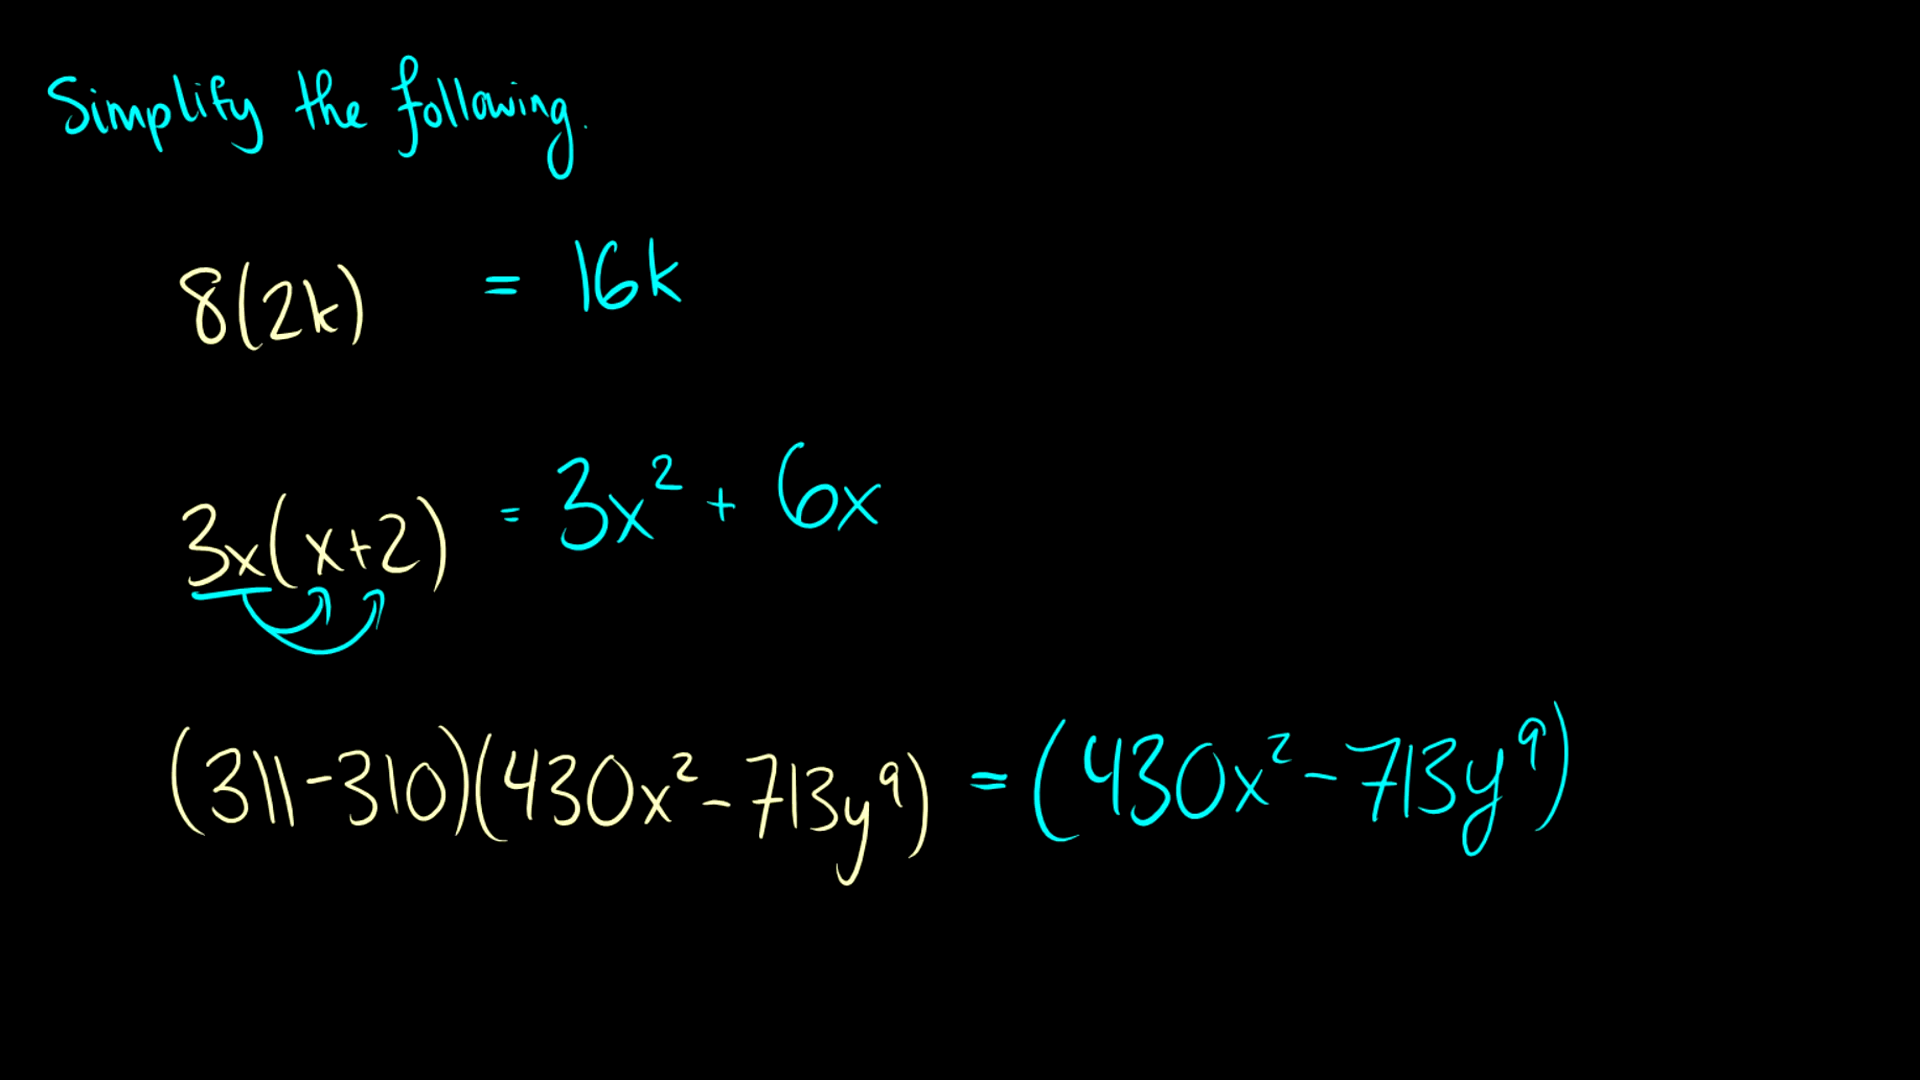 Simplify the following.
8(2k) = 16k
3x(x+2) = 3x² + 6x
(311-310)(430x²-713y⁹) = (430x²-713y⁹)